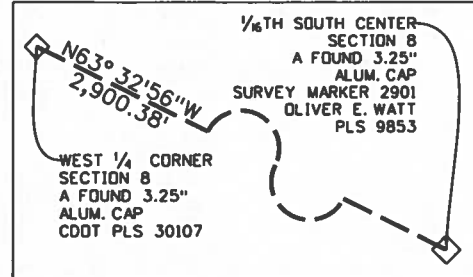 1/16TH SOUTH CENTER
SECTION 8
A FOUND 3.25"
ALUM. CAP
SURVEY MARKER 2901
OLIVER E. WATT
PLS 9853
N63° 32'56"W
2,900.38'
WEST 1/4 CORNER
SECTION 8
A FOUND 3.25"
ALUM. CAP
CDOT PLS 30107